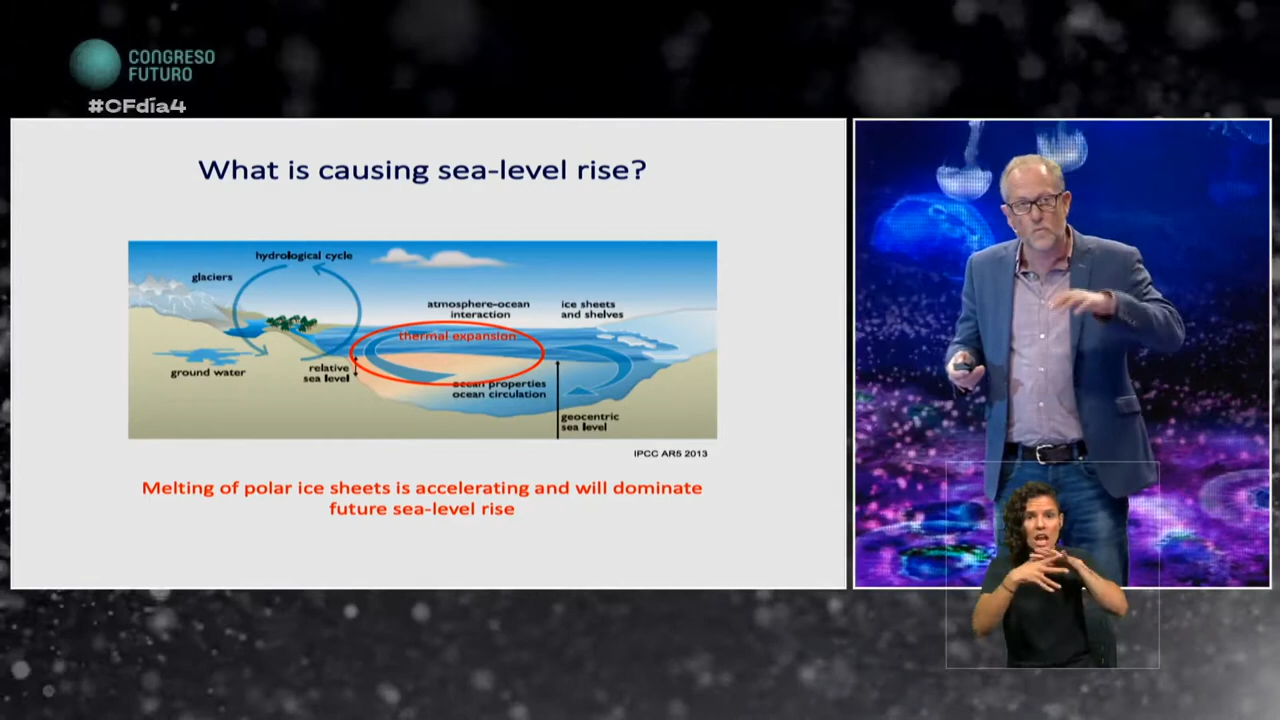 CONGRESO
FUTURO
#CFdía4
What is causing sea-level rise?
hydrological cycle
glaciers
atmosphere-ocean
interaction
ice sheets
and shelves
thermal expansion
ground water
relative
sea level
ocean properties
ocean circulation
geocentric
sea level
IPCC AR5 2013
Melting of polar ice sheets is accelerating and will dominate
future sea-level rise